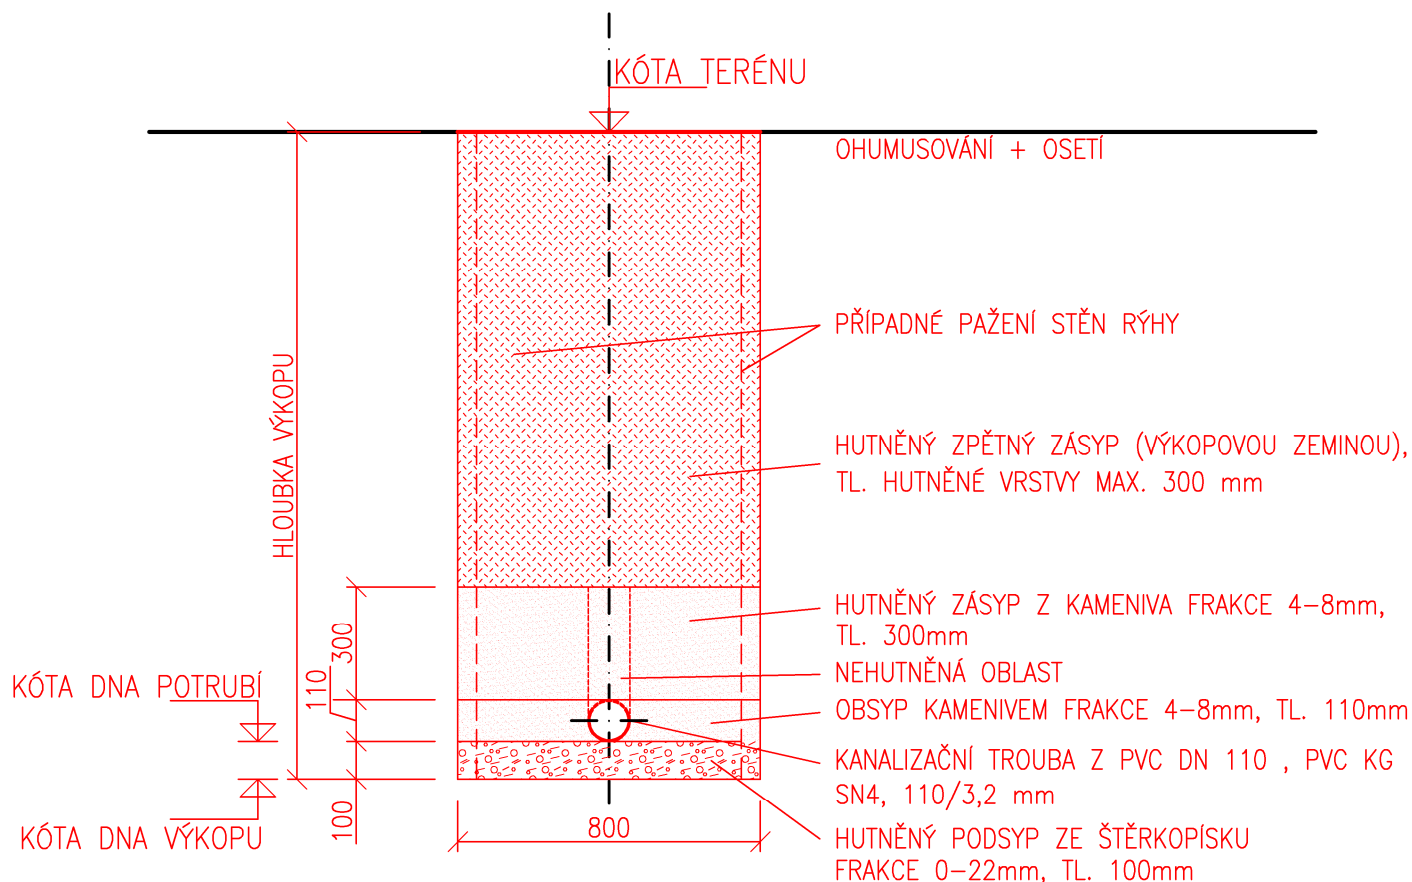 KÓTA TERÉNU
OHUMUSOVÁNÍ + OSETÍ
PŘÍPADNÉ PAŽENÍ STĚN RÝHY
HLOUBKA VÝKOPU
HUTNĚNÝ ZPĚTNÝ ZÁSYP (VÝKOPOVOU ZEMINOU),
TL. HUTNĚNÉ VRSTVY MAX. 300 mm
HUTNĚNÝ ZÁSYP Z KAMENIVA FRAKCE 4-8mm,
TL. 300mm
300
110
NEHUTNĚNÁ OBLAST
KÓTA DNA POTRUBÍ
OBSYP KAMENIVEM FRAKCE 4-8mm, TL. 110mm
KANALIZAČNÍ TROUBA Z PVC DN 110 , PVC KG
SN4, 110/3,2 mm
100
KÓTA DNA VÝKOPU
800
HUTNĚNÝ PODSYP ZE ŠTĚRKOPÍSKU
FRAKCE 0-22mm, TL. 100mm